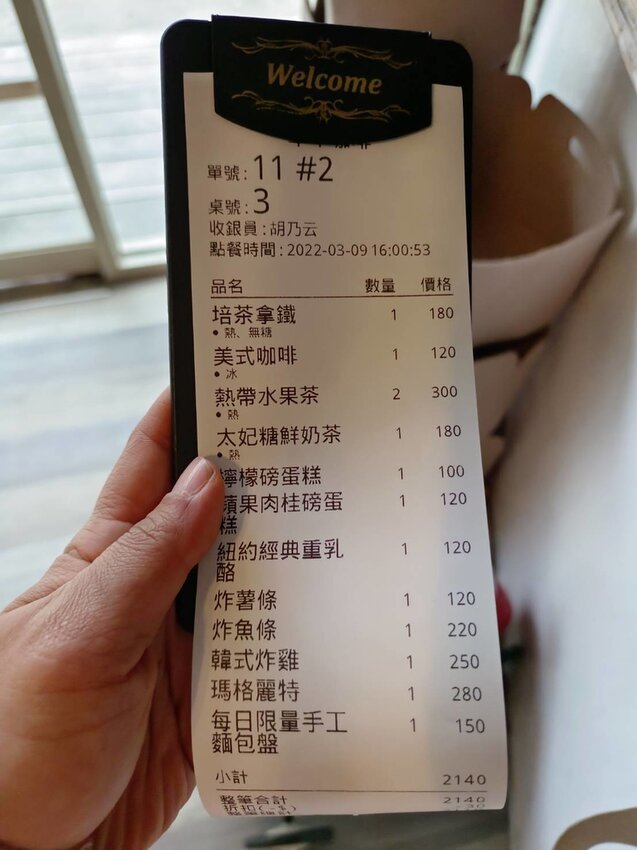 Welcome
單號：11 #2
桌號：3
收銀員：胡乃云
點餐時間：2022-03-09 16:00:53
品名 數量 價格
培茶拿鐵 1 180
• 熱、無糖
美式咖啡 1 120
• 冰
熱帶水果茶 2 300
• 熱
太妃糖鮮奶茶 1 180
• 熱
檸檬磅蛋糕 1 100
蘋果肉桂磅蛋 1 120
糕
紐約經典重乳 1 120
酪
炸薯條 1 120
炸魚條 1 220
韓式炸雞 1 250
瑪格麗特 1 280
每日限量手工 1 150
麵包盤
小計 2140
整筆合計 2140
折扣(-$)